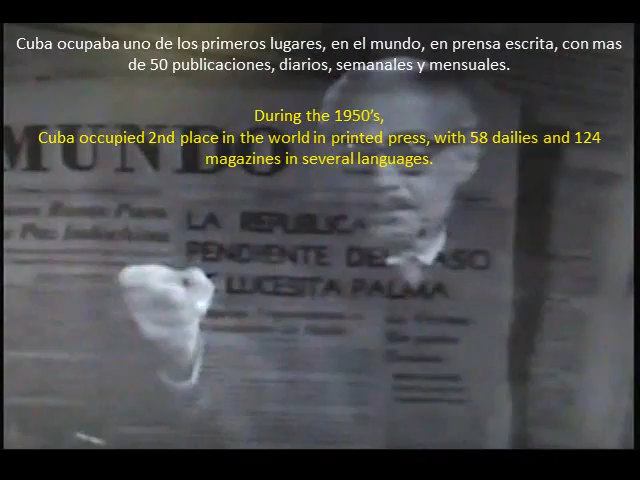 Cuba ocupaba uno de los primeros lugares, en el mundo, en prensa escrita, con mas
de 50 publicaciones, diarios, semanales y mensuales.
During the 1950's,
Cuba occupied 2nd place in the world in printed press, with 58 dailies and 124
magazines in several languages.
MUNDO
LA REPUBLICA
PENDIENTE DEL CASO
LUCESITA PALMA